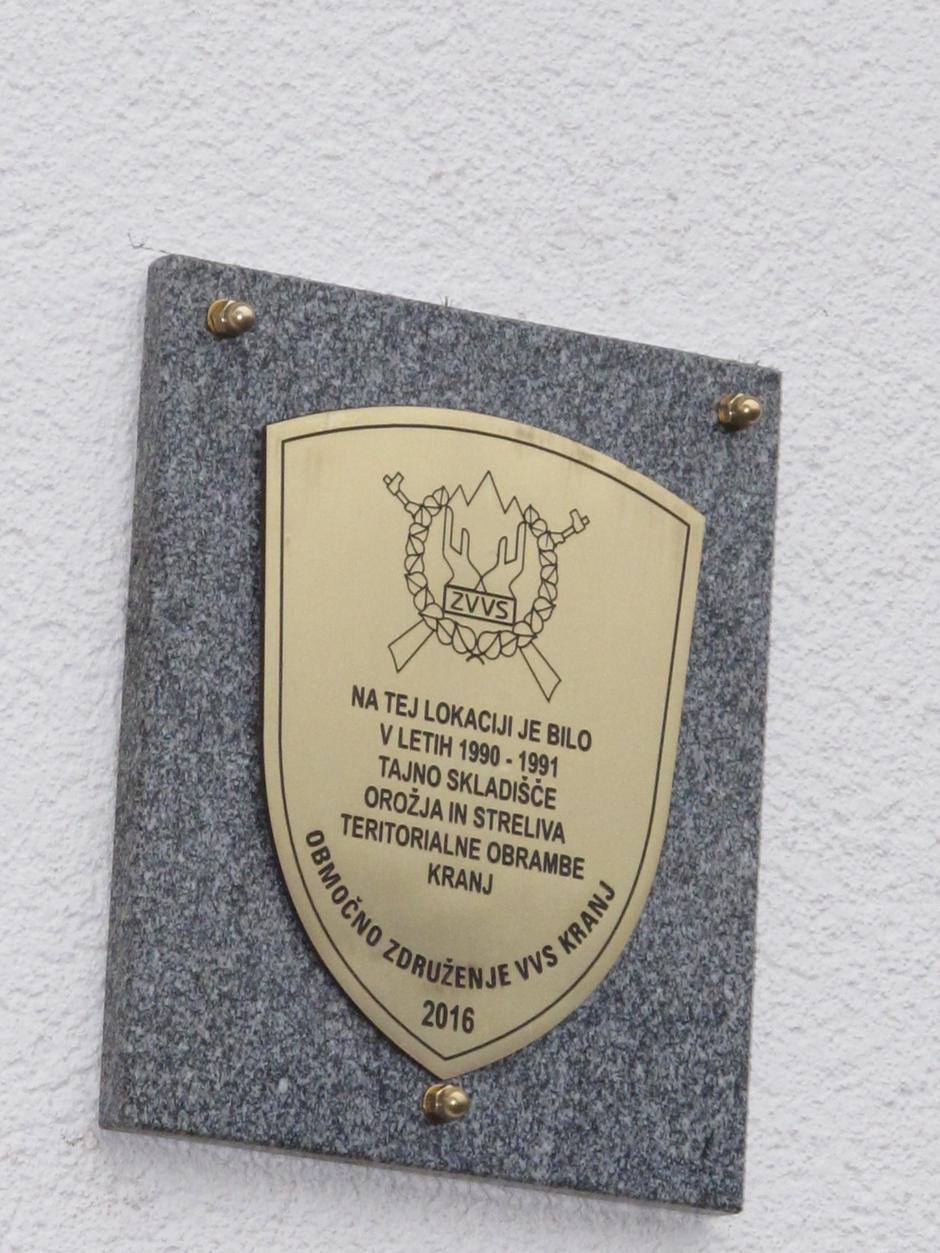 ZVVS
NA TEJ LOKACIJI JE BILO
V LETIH 1990 - 1991
TAJNO SKLADIŠČE
OROŽJA IN STRELIVA
TERITORIALNE OBRAMBE
KRANJ
OBMOČNO ZDRUŽENJE VVS KRANJ
2016